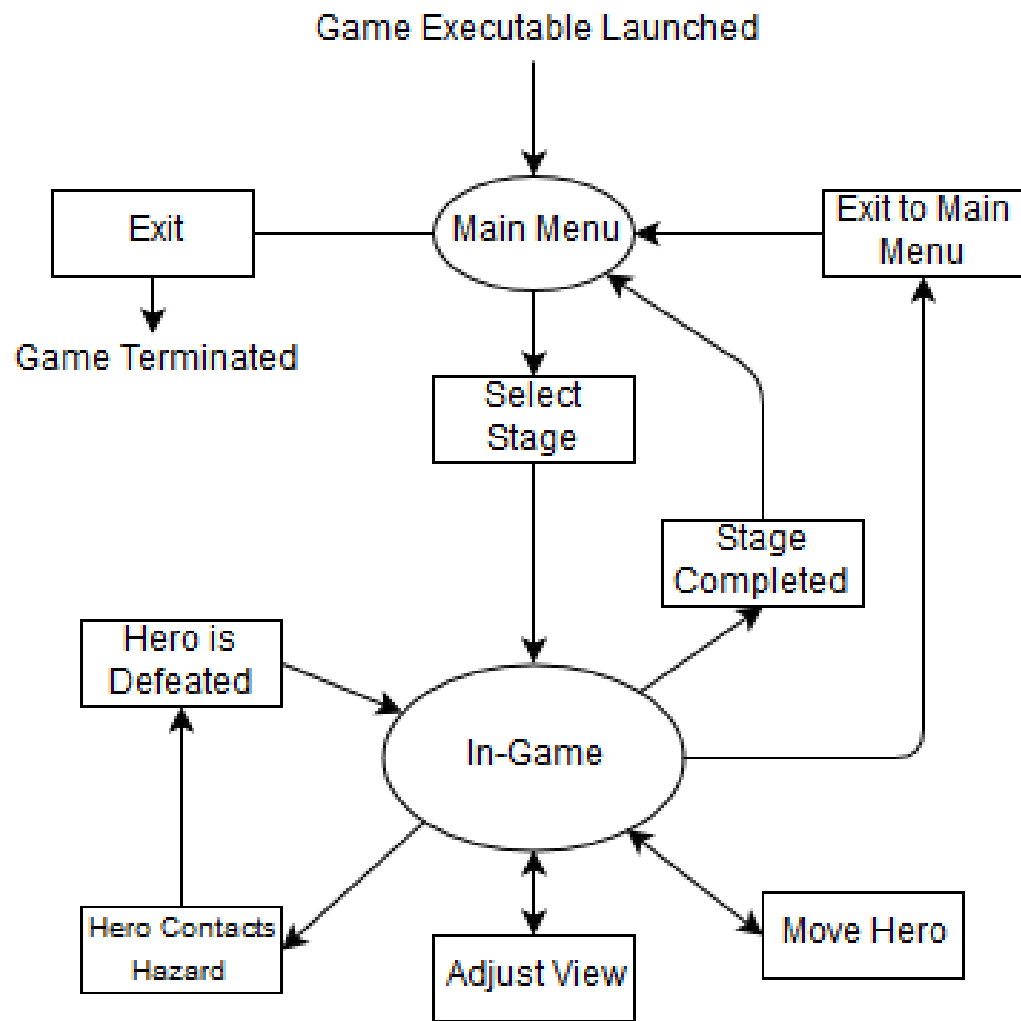 Game Executable Launched
Exit
Main Menu
Exit to Main
Menu
Game Terminated
Select
Stage
Stage
Completed
Hero is
Defeated
In-Game
Hero Contacts
Hazard
Adjust View
Move Hero